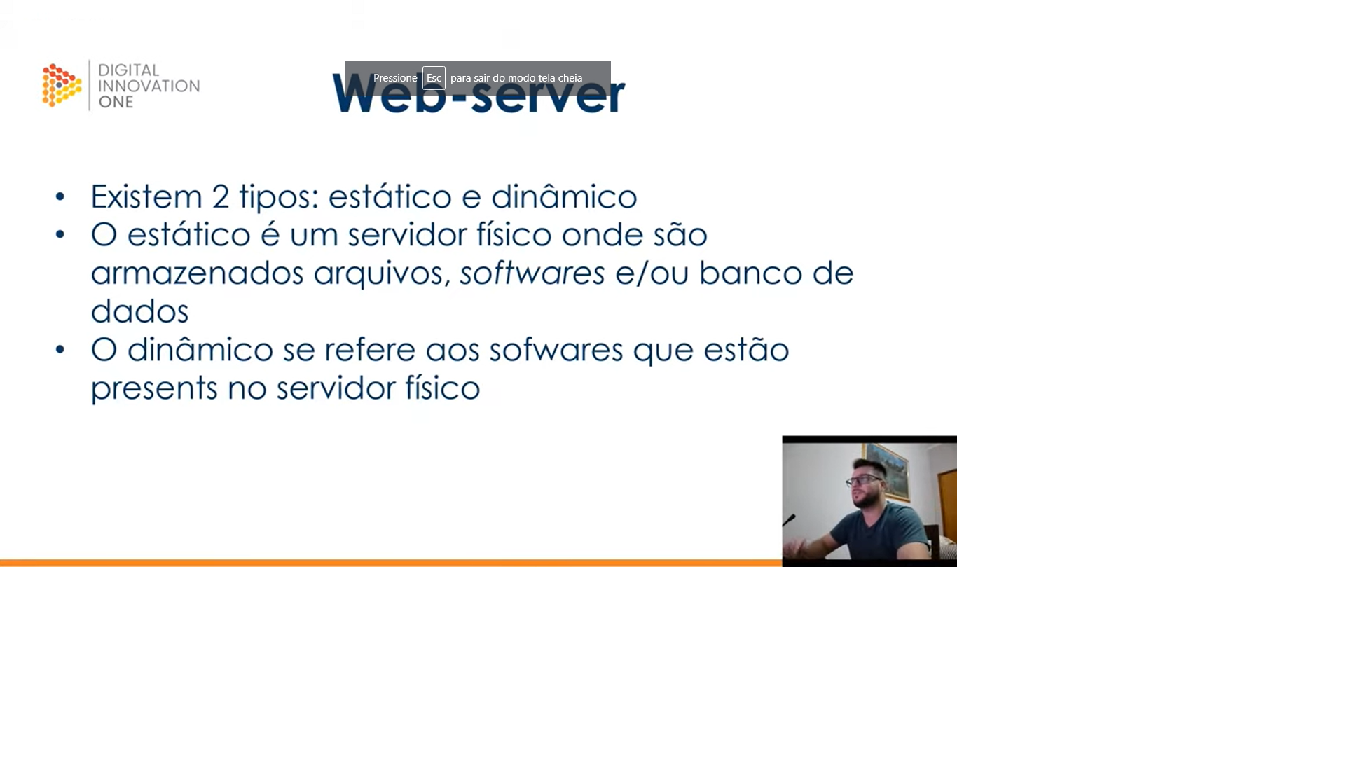 DIGITAL
INNOVATION
ONE
Pressione Esc para sair do modo tela cheia
Web-server
• Existem 2 tipos: estático e dinâmico
• O estático é um servidor físico onde são
armazenados arquivos, softwares e/ou banco de
dados
• O dinâmico se refere aos sofwares que estão
presents no servidor físico